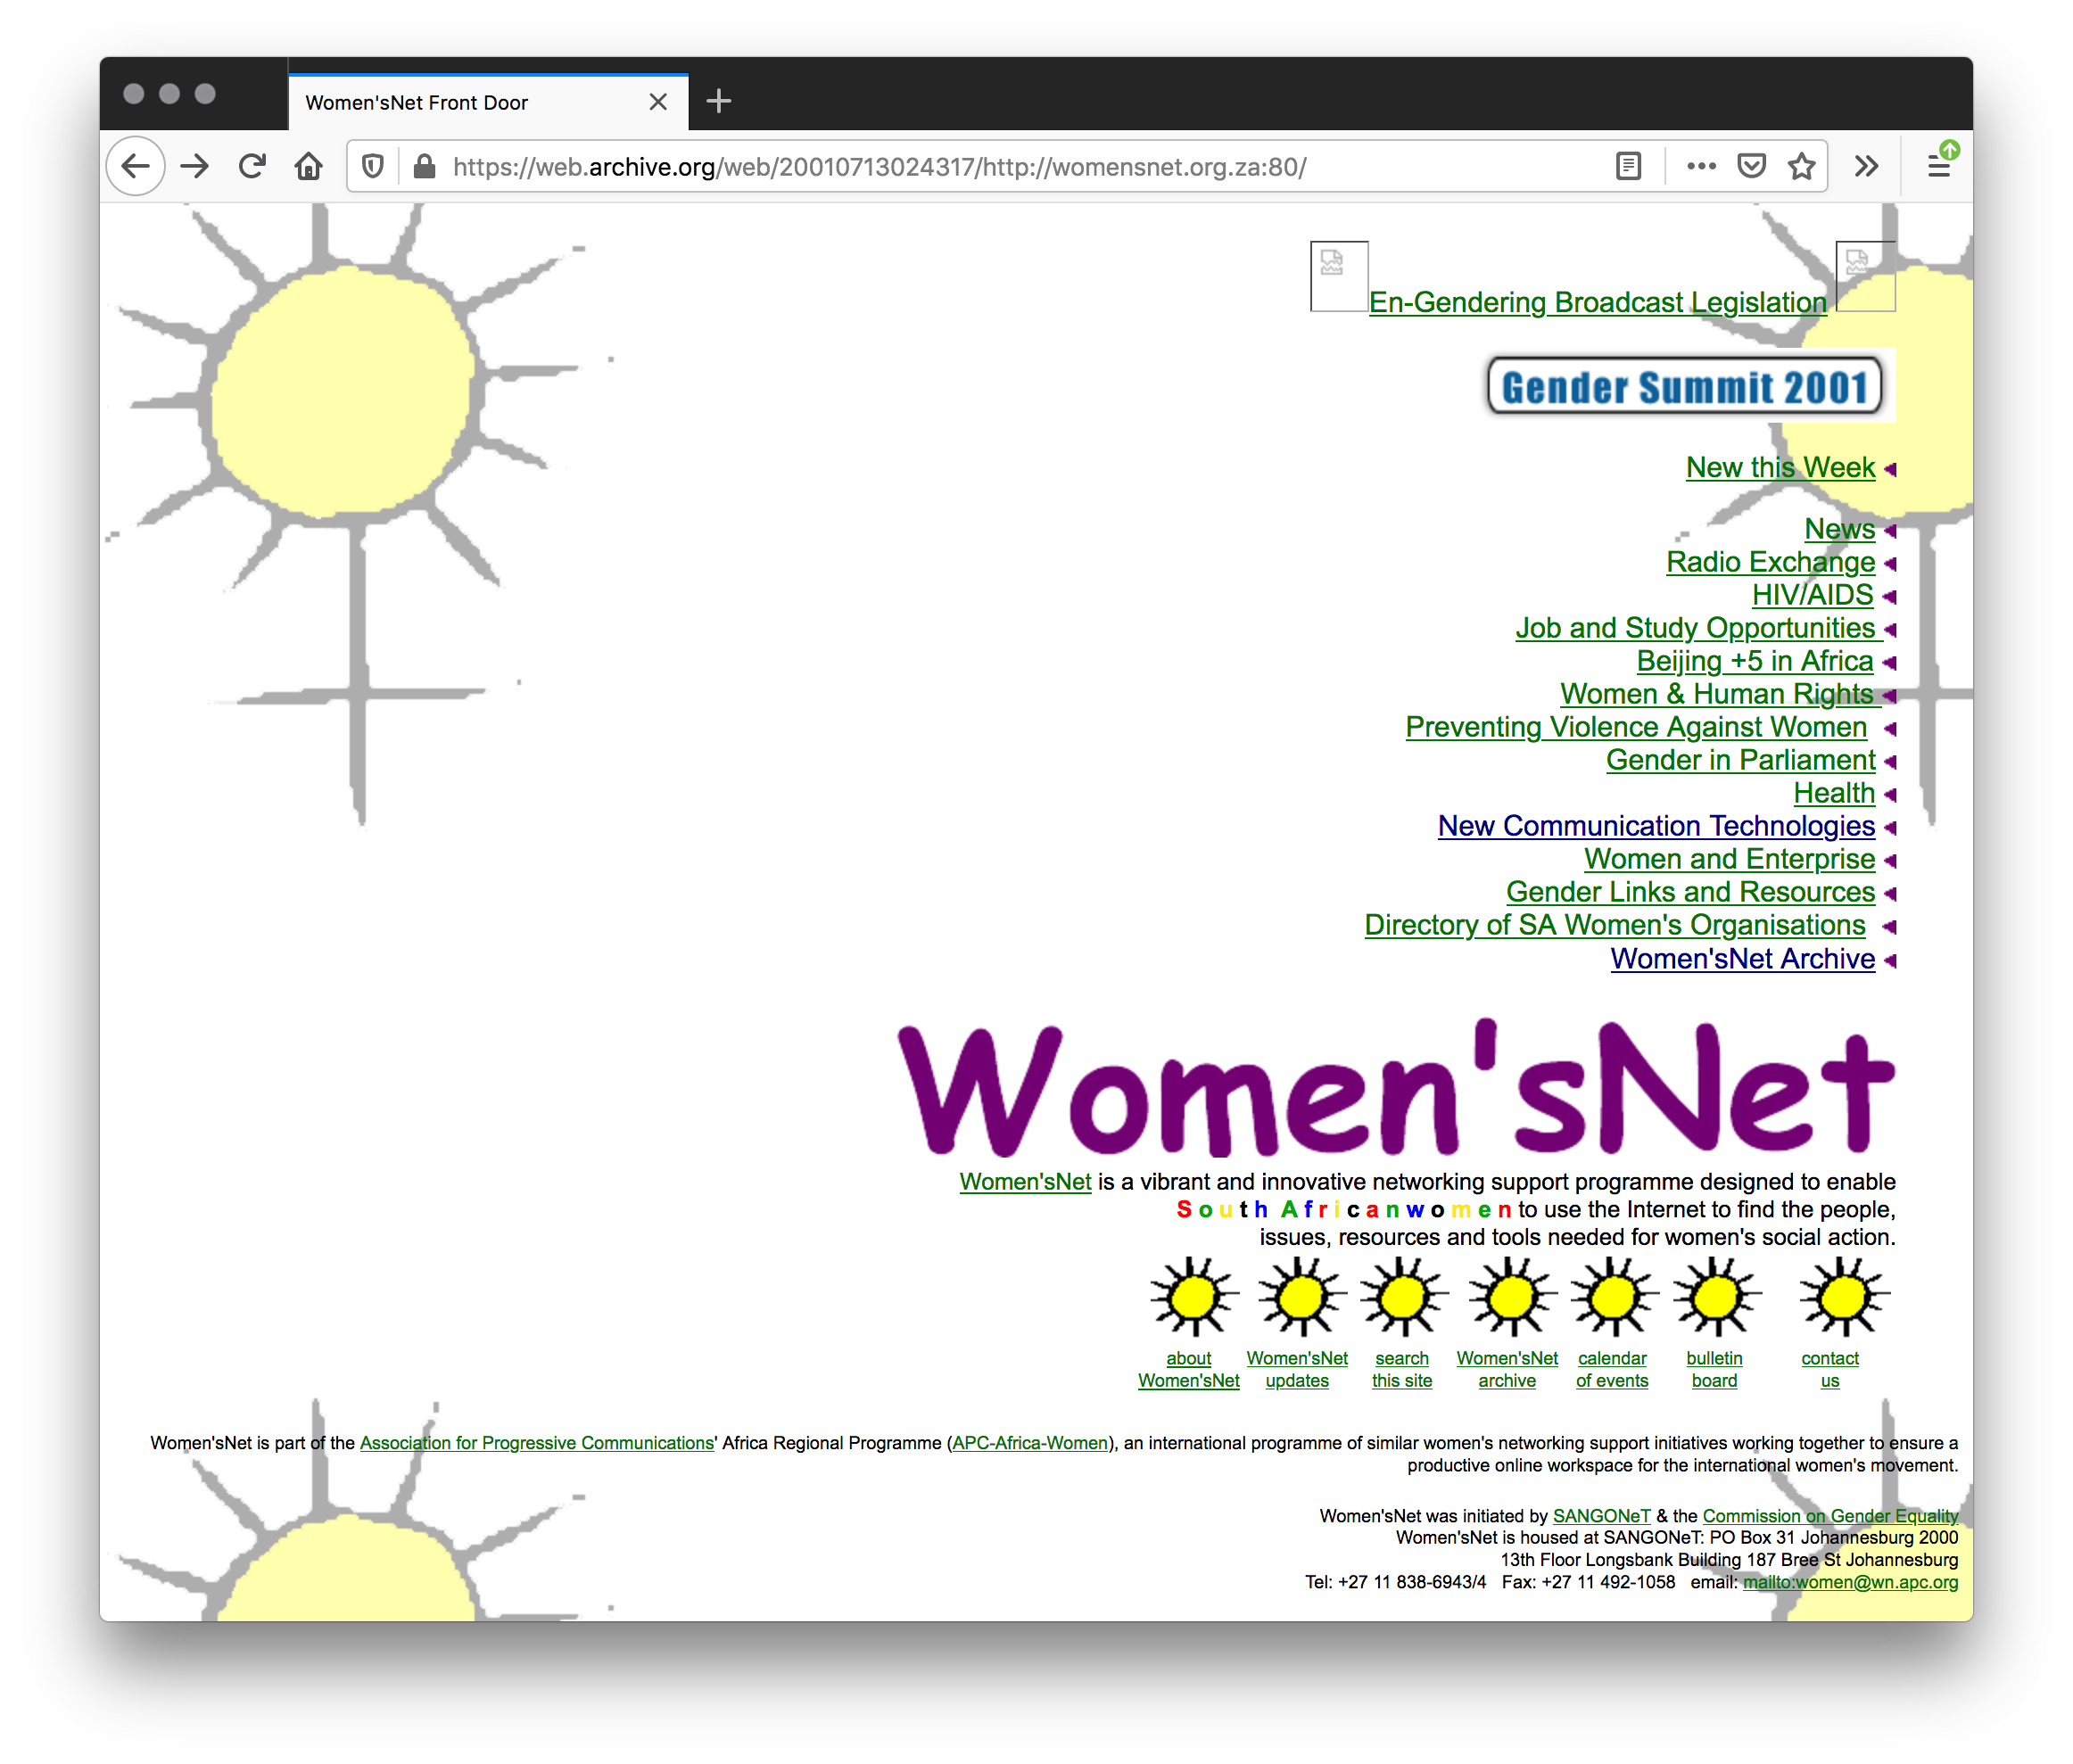 Women'sNet Front Door
https://web.archive.org/web/20010713024317/http://womensnet.org.za:80/
En-Gendering Broadcast Legislation
Gender Summit 2001
New this Week
News
Radio Exchange
HIV/AIDS
Job and Study Opportunities
Beijing +5 in Africa
Women & Human Rights
Preventing Violence Against Women
Gender in Parliament
Health
New Communication Technologies
Women and Enterprise
Gender Links and Resources
Directory of SA Women's Organisations
Women'sNet Archive
Women'sNet
Women'sNet is a vibrant and innovative networking support programme designed to enable
South Africanwomen to use the Internet to find the people,
issues, resources and tools needed for women's social action.
about Women'sNet
Women'sNet updates
search this site
Women'sNet archive
calendar of events
bulletin board
contact us
Women'sNet is part of the Association for Progressive Communications' Africa Regional Programme (APC-Africa-Women), an international programme of similar women's networking support initiatives working together to ensure a
productive online workspace for the international women's movement.
Women'sNet was initiated by SANGONeT & the Commission on Gender Equality
Women'sNet is housed at SANGONeT: PO Box 31 Johannesburg 2000
13th Floor Longsbank Building 187 Bree St Johannesburg
Tel: +27 11 838-6943/4 Fax: +27 11 492-1058 email: mailto:women@wn.apc.org